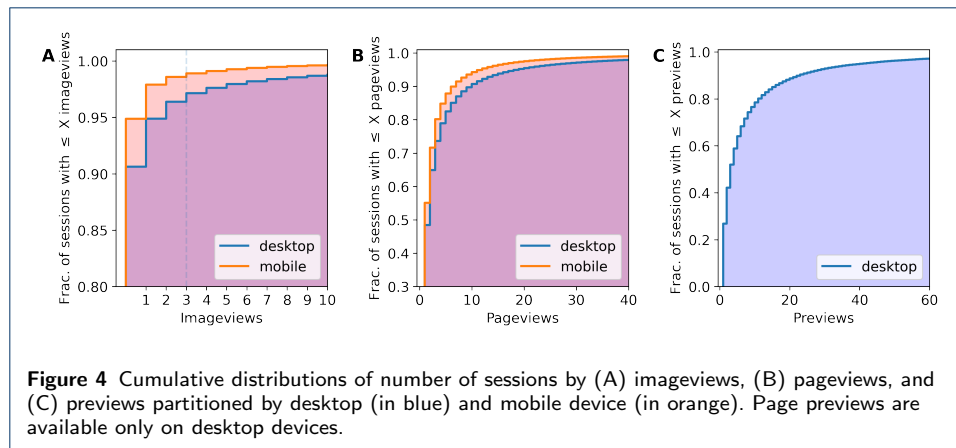 A
Frac. of sessions with ≤ X imageviews
1.00
0.95
0.90
0.85
0.80
1 2 3 4 5 6 7 8 9 10
Imageviews
desktop
mobile
B
Frac. of sessions with ≤ X pageviews
1.0
0.9
0.8
0.7
0.6
0.5
0.4
0.3
0 10 20 30 40
Pageviews
desktop
mobile
C
Frac. of sessions with ≤ X previews
1.0
0.8
0.6
0.4
0.2
0.0
0 20 40 60
Previews
desktop
Figure 4 Cumulative distributions of number of sessions by (A) imageviews, (B) pageviews, and
(C) previews partitioned by desktop (in blue) and mobile device (in orange). Page previews are
available only on desktop devices.